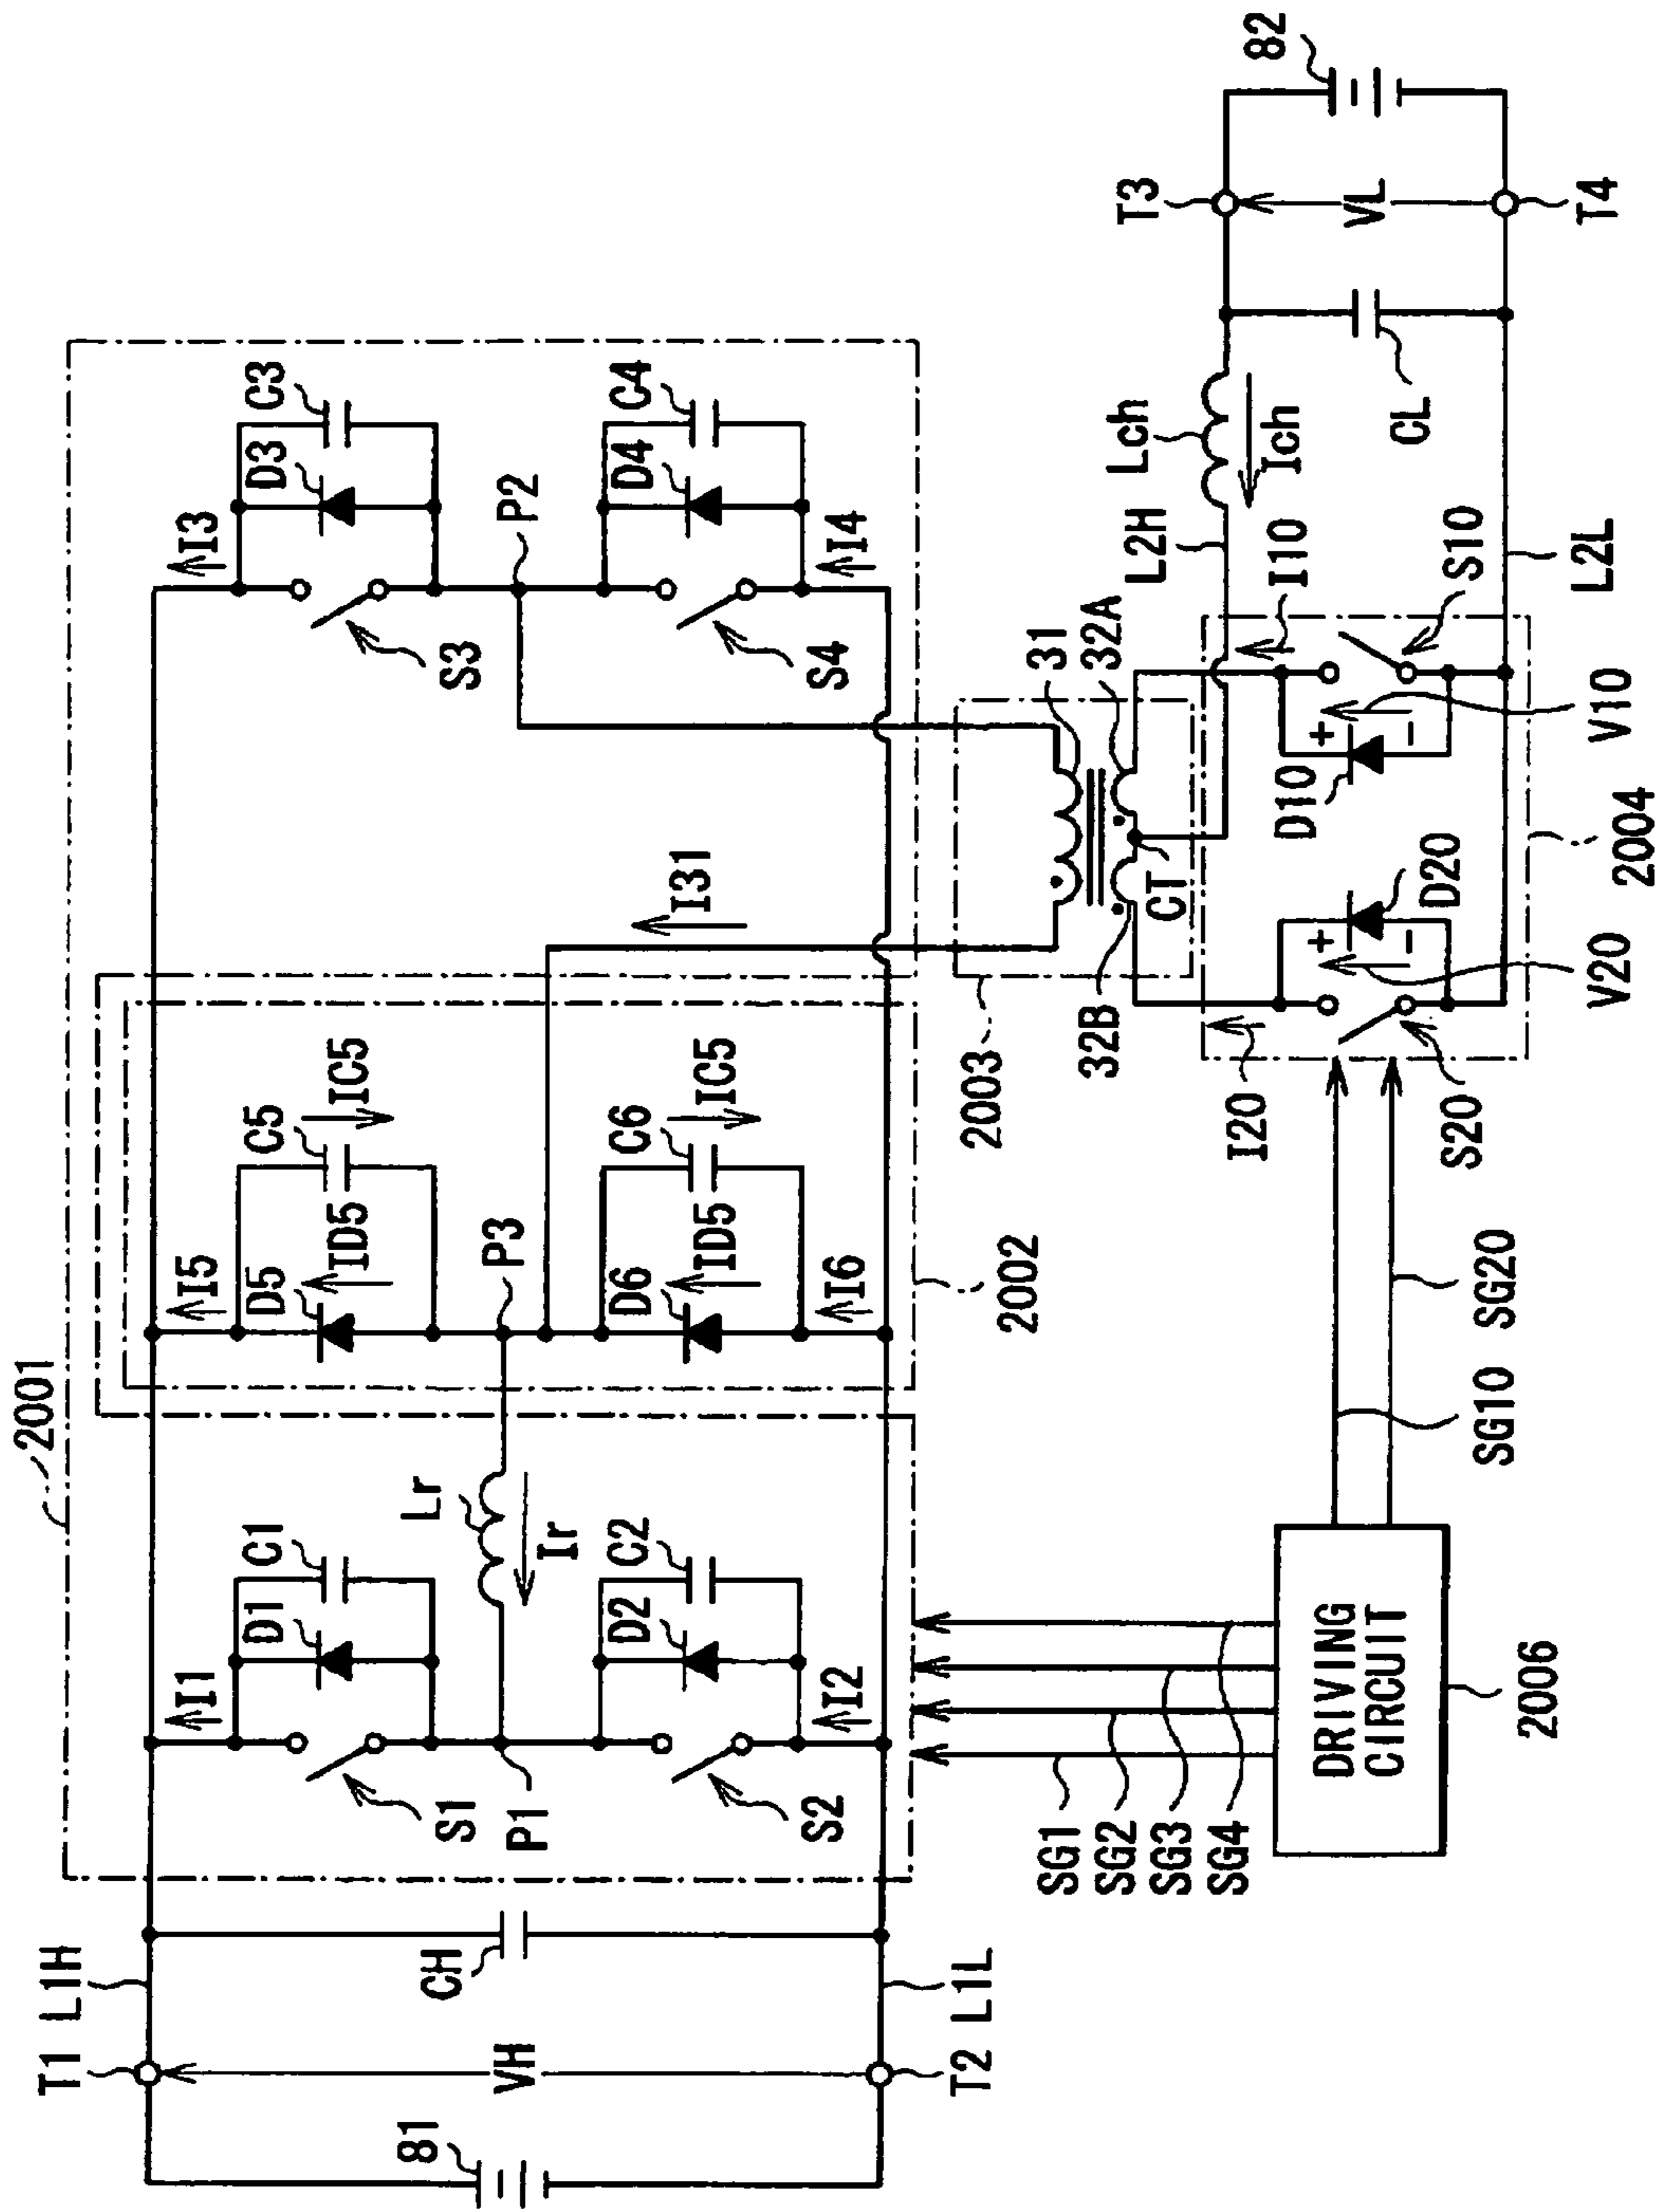 2001
T1
L1H
I1
I5
I3
D1
C1
D5
ID5
C5
IC5
D3
C3
S1
S3
81
VH
CH
P1
Lr
Ir
P3
P2
D2
C2
D6
ID5
C6
IC5
D4
C4
S2
S4
I2
I6
I4
T2
L1L
2002
I31
2003
31
32A
32B
CT
L2H
Lch
Ich
T3
82
VL
CL
T4
L2L
SG1
SG2
SG3
SG4
DRIVING
CIRCUIT
2006
SG10
SG20
I20
I10
S20
S10
V20
V10
D20
D10
+
−
+
−
2004